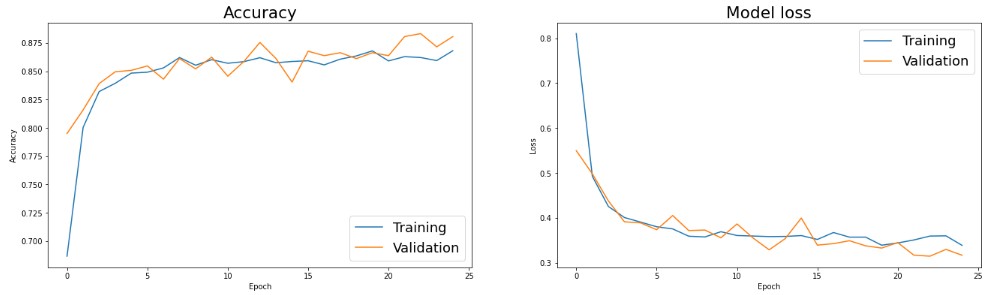 Accuracy
0.875
0.850
0.825
0.800
0.775
0.750
0.725
0.700
Accuracy
Training
Validation
0 5 10 15 20 25
Epoch
Model loss
0.8
0.7
0.6
0.5
0.4
0.3
Loss
Training
Validation
0 5 10 15 20 25
Epoch